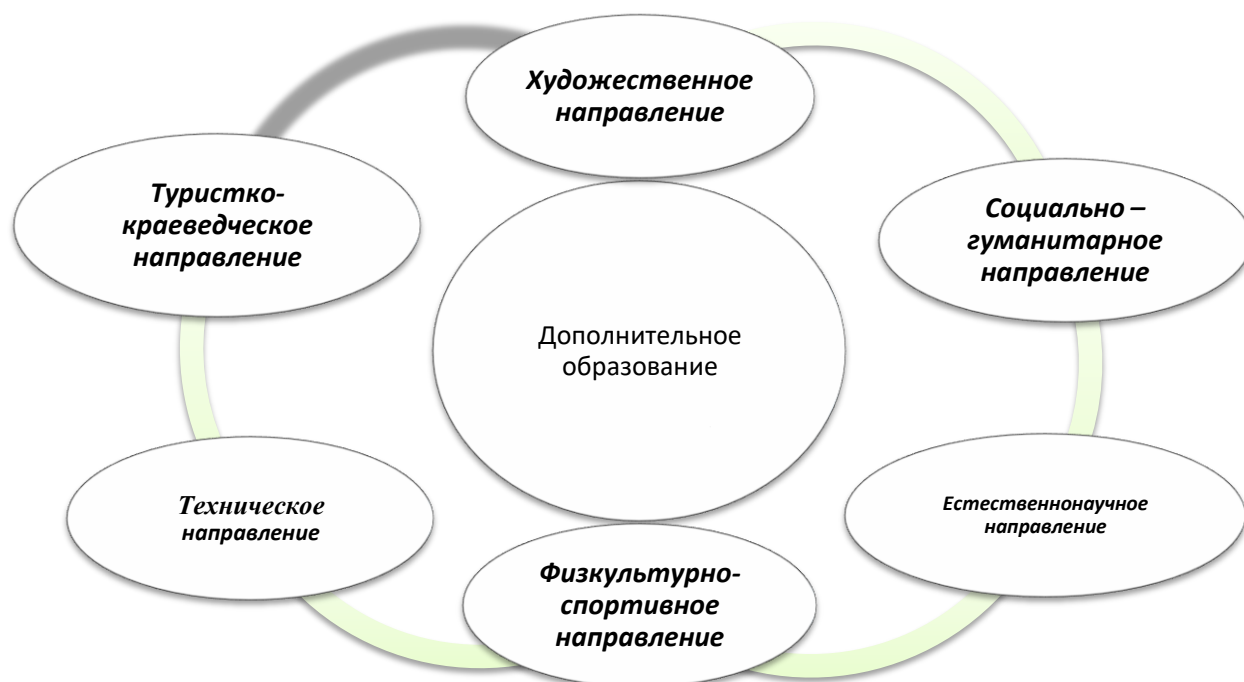 Художественное
направление
Туристко-
краеведческое
направление
Социально –
гуманитарное
направление
Дополнительное
образование
Техническое
направление
Естественнонаучное
направление
Физкультурно-
спортивное
направление